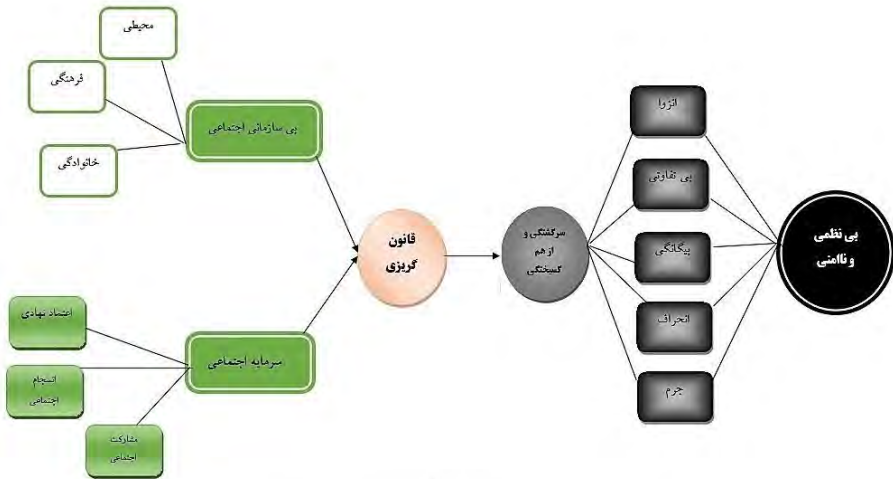 محیطی
فرهنگی
خانوادگی
بی سازمانی اجتماعی
اعتماد نهادی
انسجام
اجتماعی
مشارکت
اجتماعی
سرمایه اجتماعی
قانون
گریزی
سرگشتگی و
از هم
گسیختگی
انزوا
بی تفاوتی
بیگانگی
انحراف
جرم
بی نظمی
و ناامنی